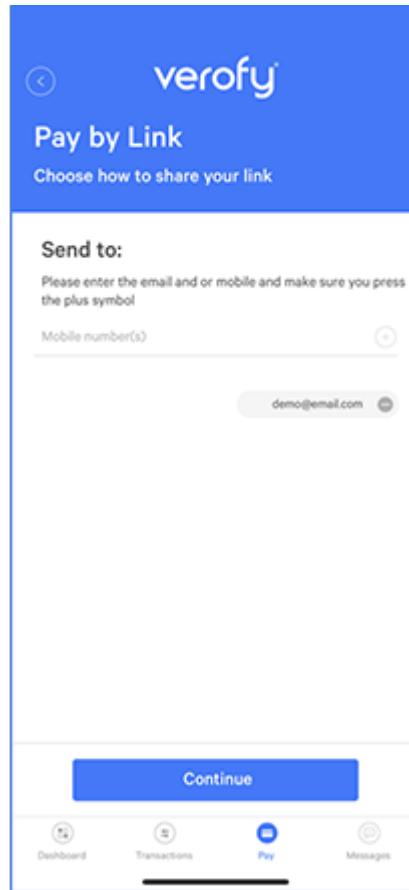 verofy
Pay by Link
Choose how to share your link
Send to:
Please enter the email and or mobile and make sure you press
the plus symbol
Mobile number(s)
demo@email.com
Continue
Dashboard
Transactions
Pay
Messages